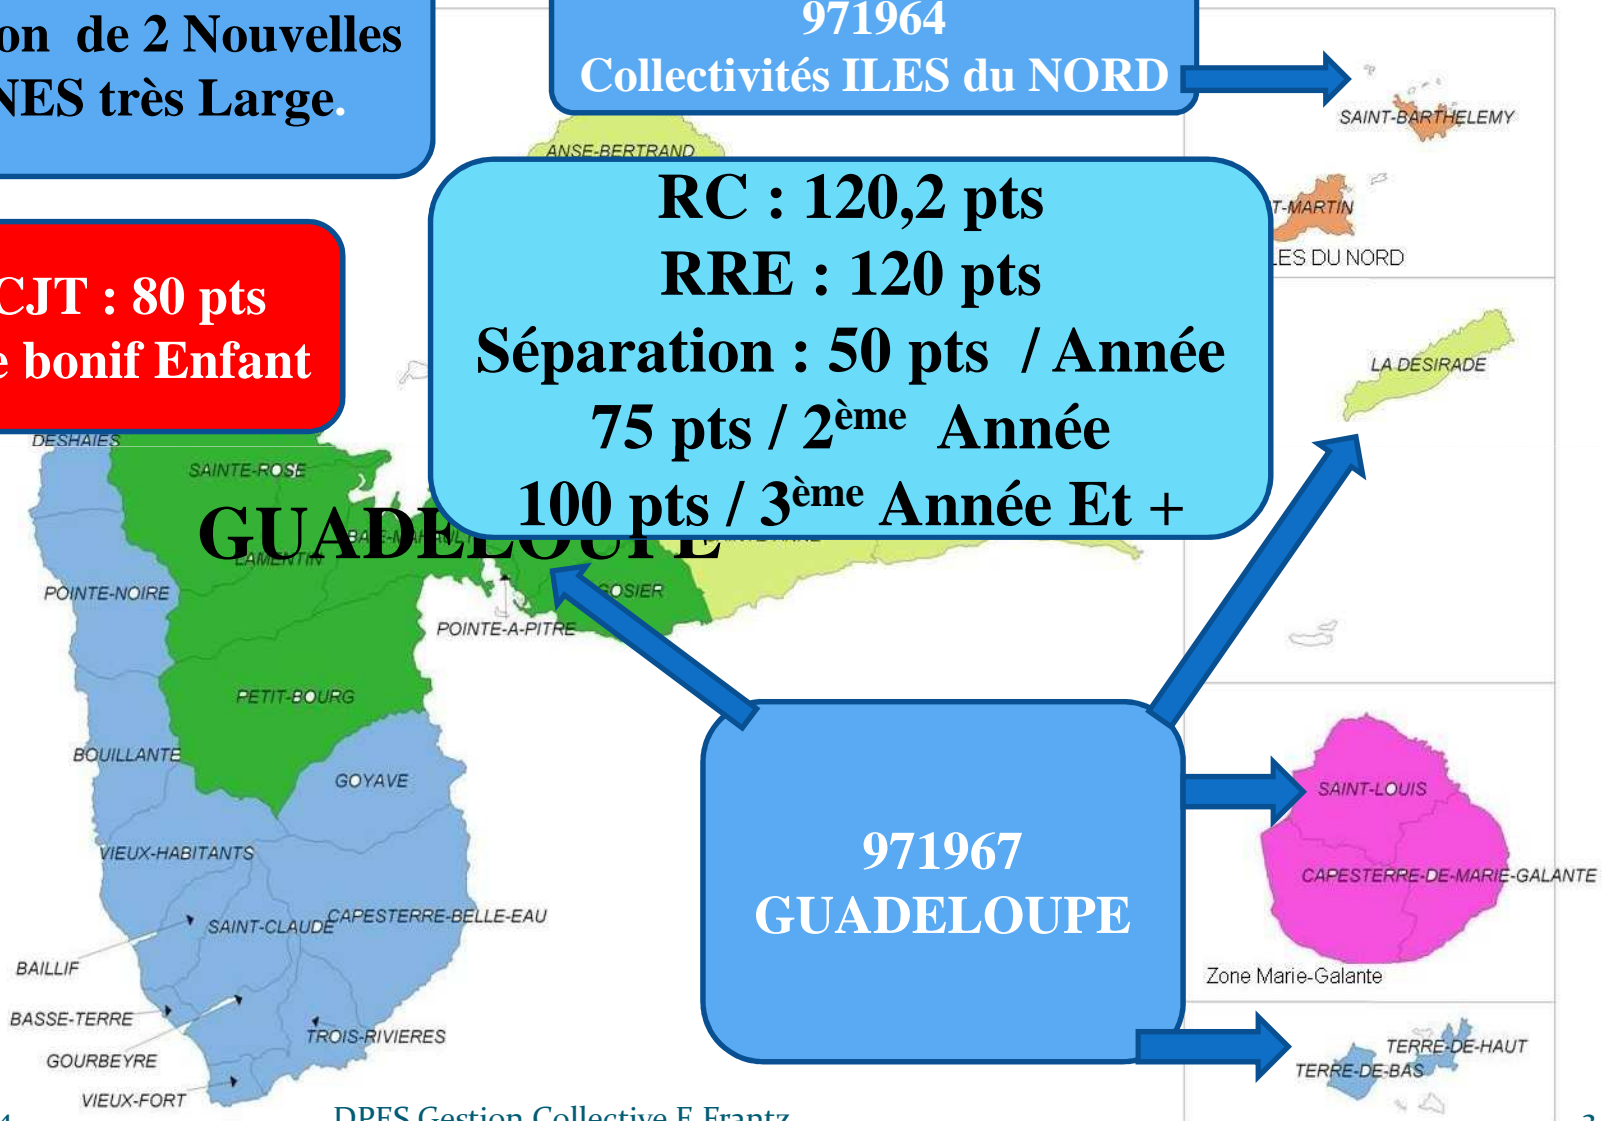 on de 2 Nouvelles
NES très Large.
971964
Collectivités ILES du NORD
SAINT-BARTHELEMY
ANSE-BERTRAND
T-MARTIN
LES DU NORD
CJT : 80 pts
e bonif Enfant
RC : 120,2 pts
RRE : 120 pts
Séparation : 50 pts / Année
75 pts / 2ème Année
100 pts / 3ème Année Et +
LA DESIRADE
DESHAIES
SAINTE-ROSE
GUADELOUPE
BAIE-MAHAULT
LAMENTIN
POINTE-NOIRE
GOSIER
POINTE-A-PITRE
PETIT-BOURG
BOUILLANTE
GOYAVE
SAINT-LOUIS
VIEUX-HABITANTS
971967
GUADELOUPE
CAPESTERRE-DE-MARIE-GALANTE
CAPESTERRE-BELLE-EAU
SAINT-CLAUDE
BAILLIF
Zone Marie-Galante
BASSE-TERRE
TROIS-RIVIERES
GOURBEYRE
TERRE-DE-HAUT
TERRE-DE-BAS
VIEUX-FORT
DPES Gestion Collective F. Frantz